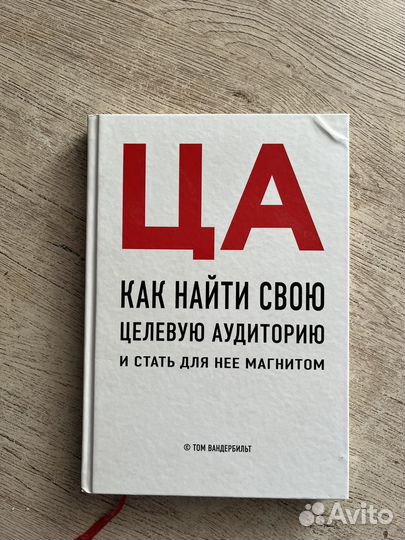 ЦА
КАК НАЙТИ СВОЮ
ЦЕЛЕВУЮ АУДИТОРИЮ
И СТАТЬ ДЛЯ НЕЕ МАГНИТОМ
© ТОМ ВАНДЕРБИЛЬТ
Avito